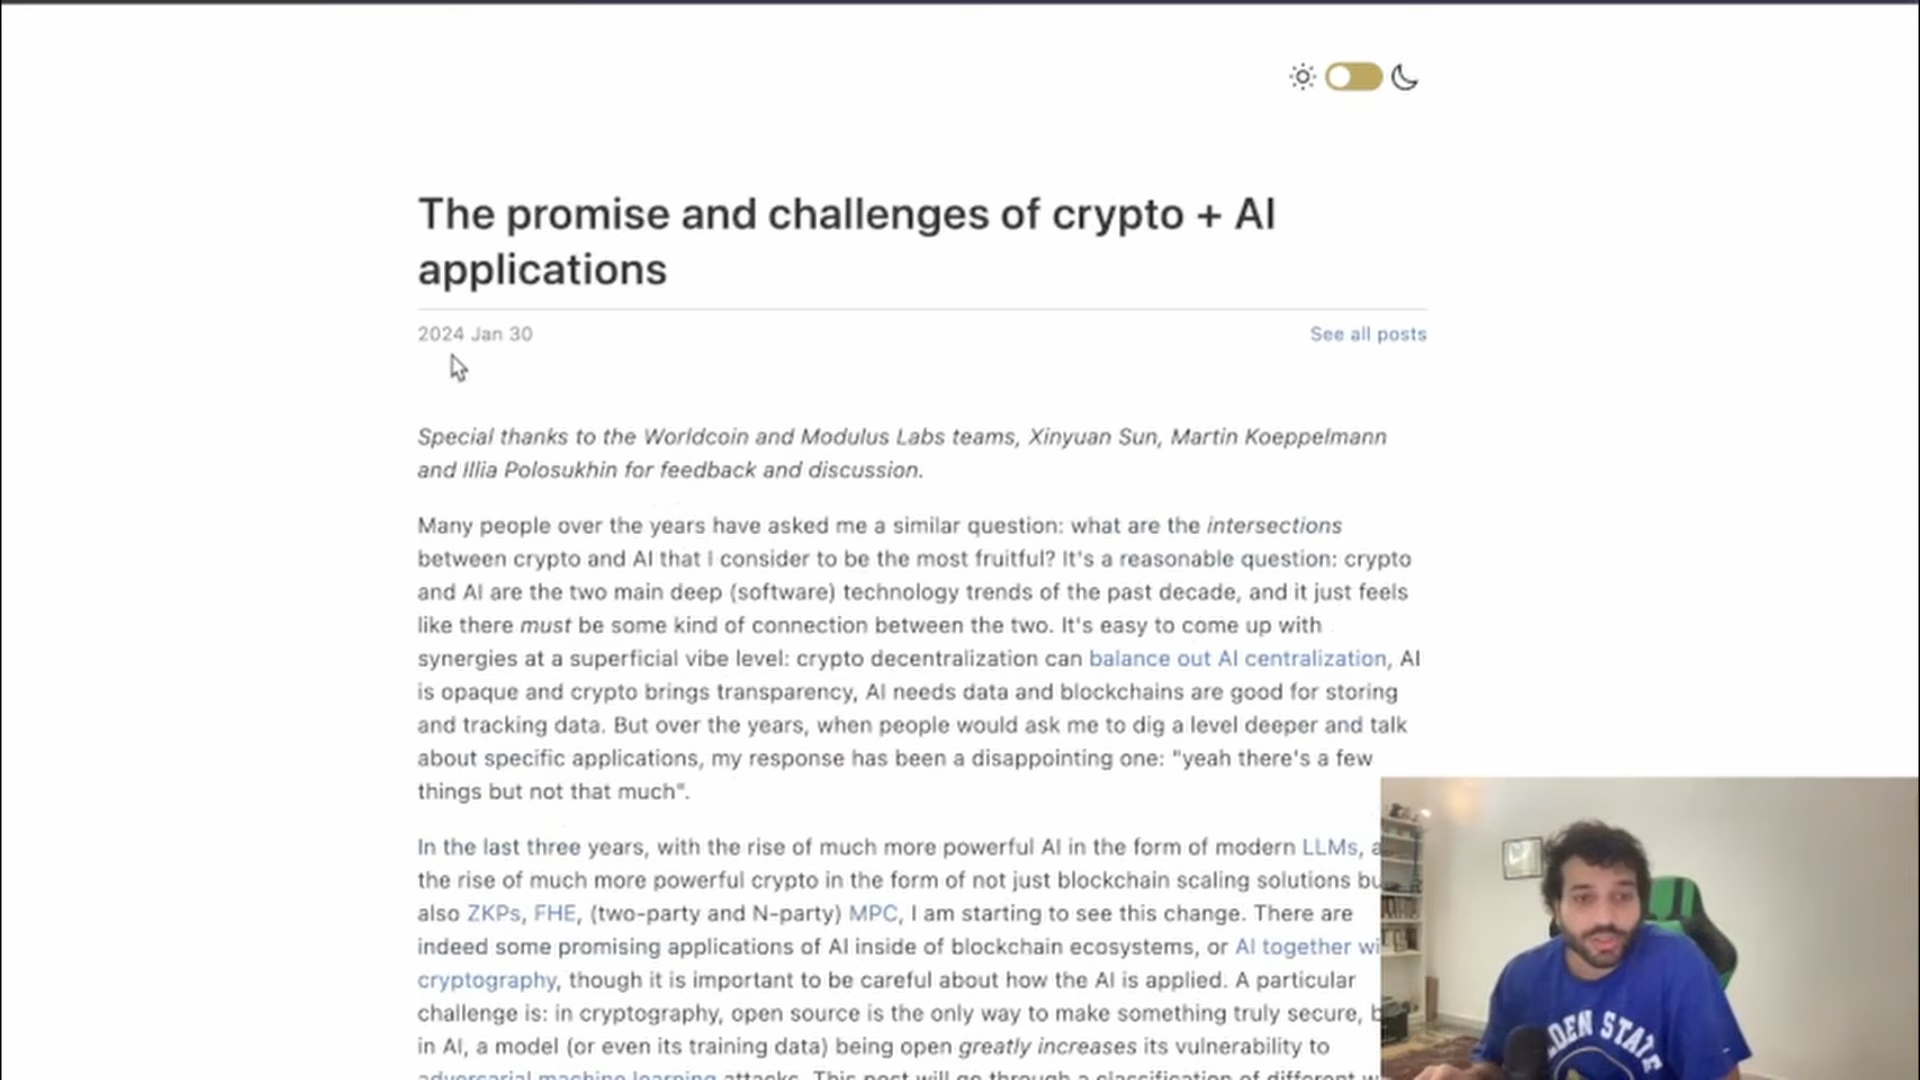 The promise and challenges of crypto + AI
applications
2024 Jan 30
See all posts
Special thanks to the Worldcoin and Modulus Labs teams, Xinyuan Sun, Martin Koeppelmann
and Illia Polosukhin for feedback and discussion.
Many people over the years have asked me a similar question: what are the intersections
between crypto and AI that I consider to be the most fruitful? It's a reasonable question: crypto
and AI are the two main deep (software) technology trends of the past decade, and it just feels
like there must be some kind of connection between the two. It's easy to come up with
synergies at a superficial vibe level: crypto decentralization can balance out AI centralization, AI
is opaque and crypto brings transparency, AI needs data and blockchains are good for storing
and tracking data. But over the years, when people would ask me to dig a level deeper and talk
about specific applications, my response has been a disappointing one: "yeah there's a few
things but not that much".
In the last three years, with the rise of much more powerful AI in the form of modern LLMs,
the rise of much more powerful crypto in the form of not just blockchain scaling solutions
also ZKPs, FHE, (two-party and N-party) MPC, I am starting to see this change. There are
indeed some promising applications of AI inside of blockchain ecosystems, or AI together
cryptography, though it is important to be careful about how the AI is applied. A particular
challenge is: in cryptography, open source is the only way to make something truly secure,
in AI, a model (or even its training data) being open greatly increases its vulnerability to
adversarial machine learning attacks. This post will go through a classification of different
DEN STATE